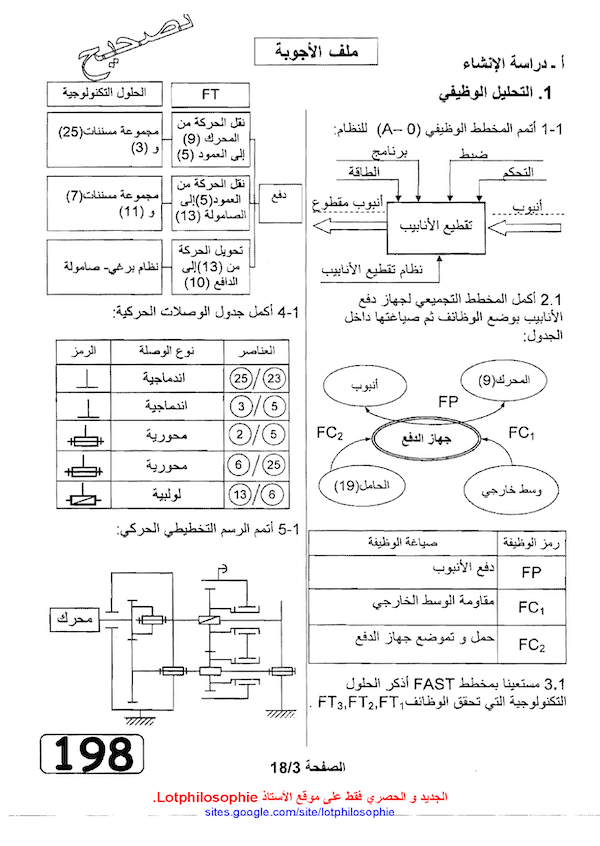 تصحيح
ملف الأجوبة
أ ـ دراسة الإنشاء
1. التحليل الوظيفي
1-1 أتمم المخطط الوظيفي (A–0) للنظام:
ضبط
برنامج
التحكم
الطاقة
أنبوب
تقطيع الأنابيب
أنبوب مقطوع
نظام تقطيع الأنابيب
2.1 أكمل المخطط التجميعي لجهاز دفع
الأنابيب بوضع الوظائف ثم صياغتها داخل
الجدول:
المحرك(9)
أنبوب
FP
جهاز الدفع
FC1
FC2
وسط خارجي
الحامل(19)
رمز الوظيفة صياغة الوظيفة
FP دفع الأنبوب
FC1 مقاومة الوسط الخارجي
FC2 حمل و تموضع جهاز الدفع
3.1 مستعينا بمخطط FAST أذكر الحلول
التكنولوجية التي تحقق الوظائف FT3,FT2,FT1 .
FT الحلول التكنولوجية
دفع
نقل الحركة من
المحرك (9)
إلى العمود (5)
مجموعة مسننات(25)
و (3)
نقل الحركة من
العمود(5)إلى
الصامولة (13)
مجموعة مسننات(7)
و (11)
تحويل الحركة
من (13)إلى
الدافع (10)
نظام برغي- صامولة
4-1 أكمل جدول الوصلات الحركية:
العناصر نوع الوصلة الرمز
23/25 اندماجية
5/3 اندماجية
5/2 محورية
25/6 محورية
6/13 لولبية
5-1 أتمم الرسم التخطيطي الحركي:
محرك
198
الصفحة 18/3
الجديد و الحصري فقط على موقع الأستاذ Lotphilosophie.
sites.google.com/site/lotphilosophie